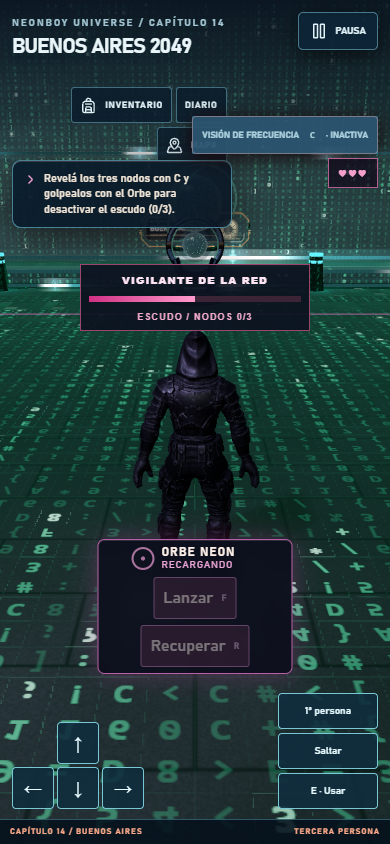 NEONBOY UNIVERSE / CAPÍTULO 14
BUENOS AIRES 2049
PAUSA
INVENTARIO
DIARIO
VISIÓN DE FRECUENCIA C · INACTIVA
Revelá los tres nodos con C y
golpealos con el Orbe para
desactivar el escudo (0/3).
VIGILANTE DE LA RED
ESCUDO / NODOS 0/3
ORBE NEON
RECARGANDO
Lanzar F
Recuperar R
1ª persona
Saltar
E · Usar
↑
← ↓ →
CAPÍTULO 14 / BUENOS AIRES
TERCERA PERSONA